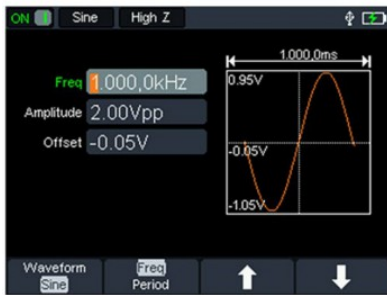 ON Sine High Z
1.000,0ms
Freq 1.000,0kHz
0.95V
Amplitude 2.00Vpp
Offset -0.05V
-0.05V
-1.05V
Waveform
Sine
Freq
Period